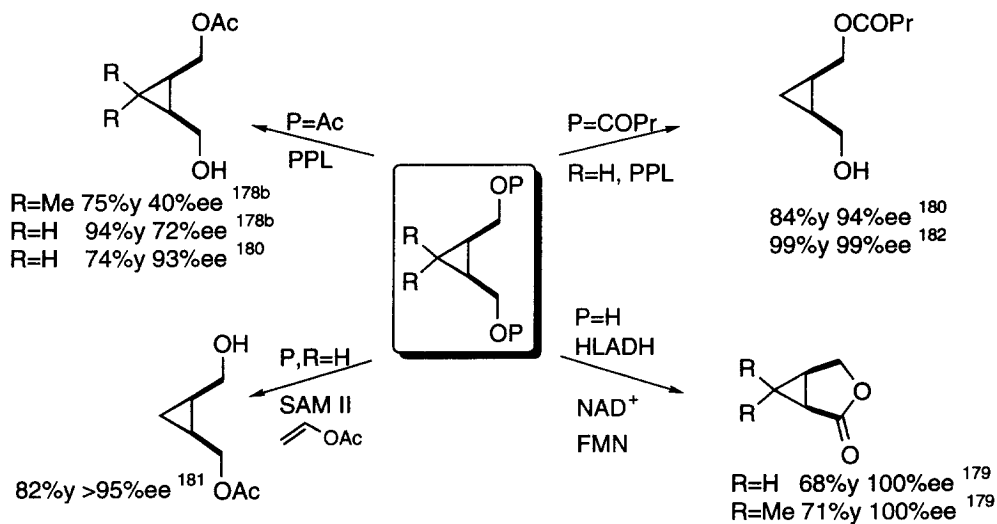 OAc
R
R
OH
R=Me 75%y 40%ee 178b
R=H 94%y 72%ee 178b
R=H 74%y 93%ee 180
P=Ac
PPL
P=COPr
R=H, PPL
OCOPr
OH
84%y 94%ee 180
99%y 99%ee 182
OP
R
R
OP
OH
OAc
82%y >95%ee 181
P,R=H
SAM II
OAc
P=H
HLADH
NAD+
FMN
R
R
O
O
R=H 68%y 100%ee 179
R=Me 71%y 100%ee 179